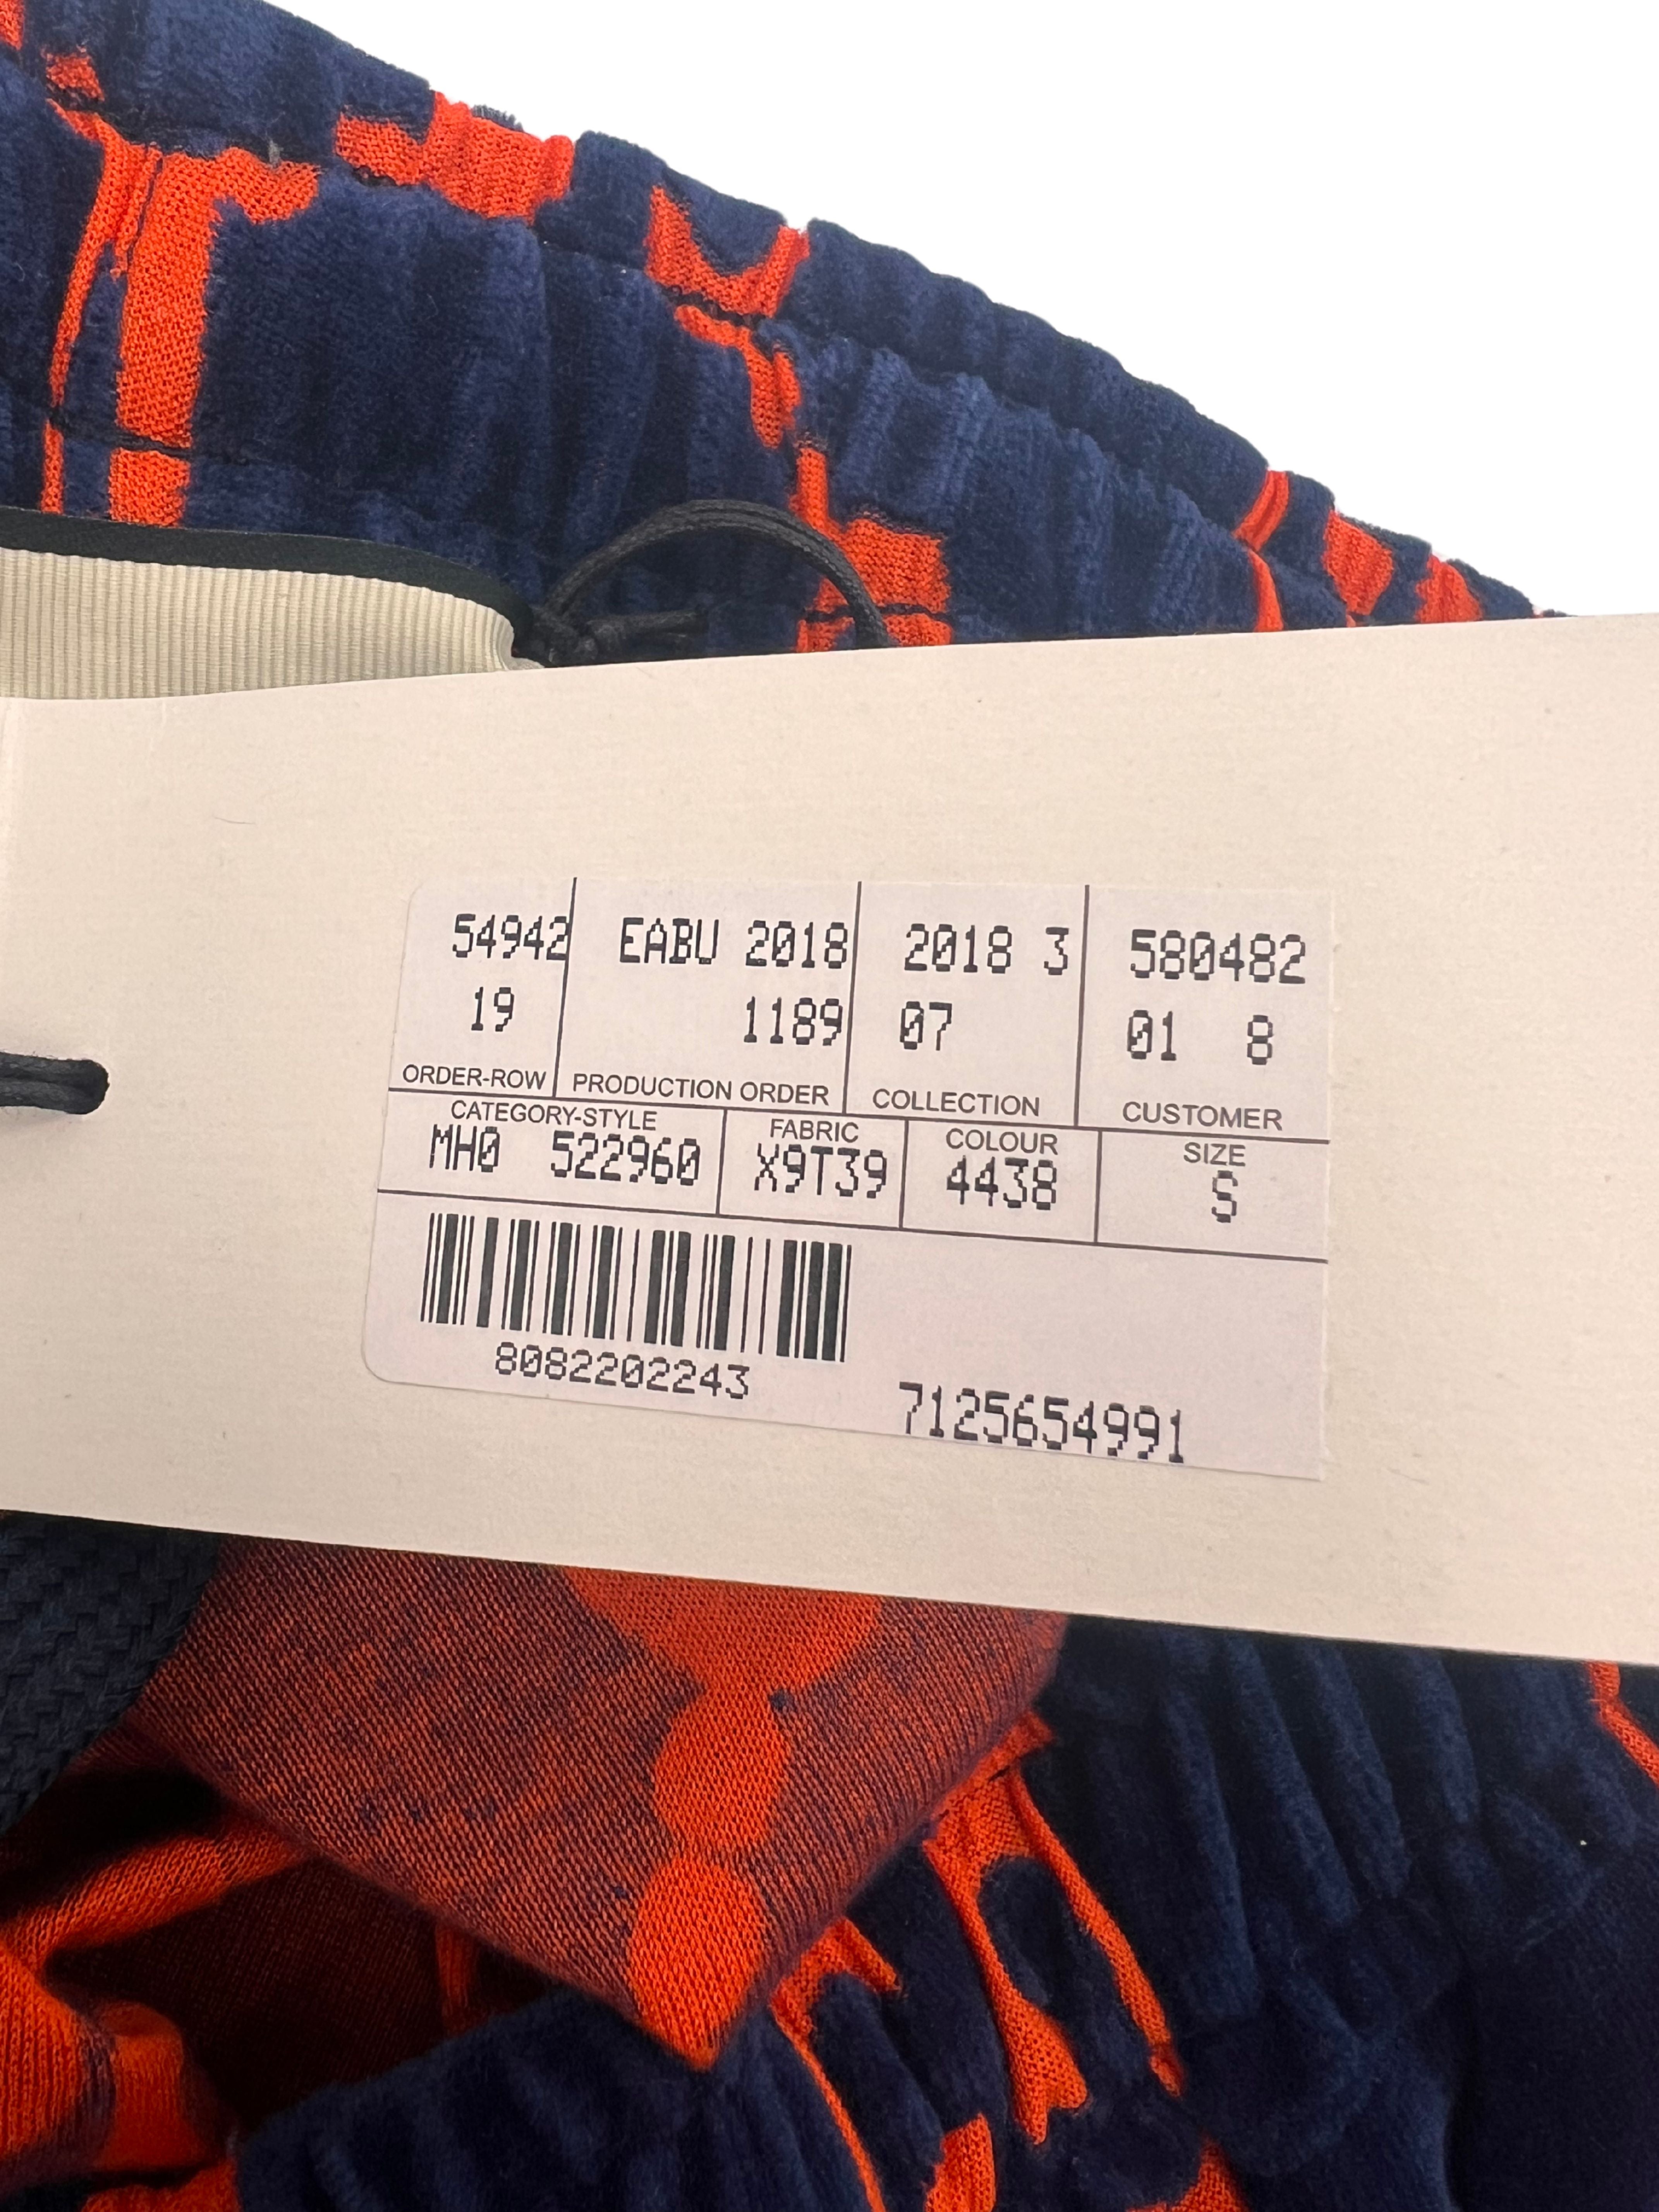 54942 EABU 2018 2018 3 580482
19 1189 07 01 8
ORDER-ROW PRODUCTION ORDER COLLECTION CUSTOMER
CATEGORY-STYLE FABRIC COLOUR SIZE
MH0 522960 X9T39 4438 S
8082202243
7125654991